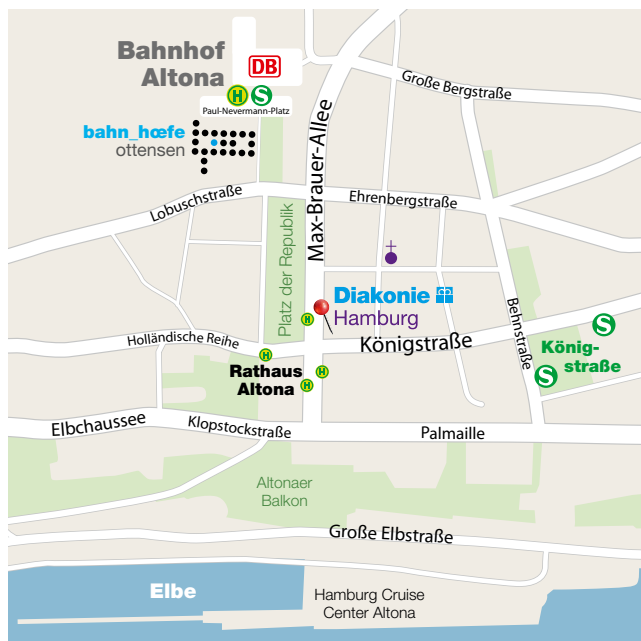 Bahnhof
Altona
DB
H
S
Paul-Nevermann-Platz
Große Bergstraße
bahn_hœfe
ottensen
Max-Brauer-Allee
Lobuschstraße
Ehrenbergstraße
Platz der Republik
Diakonie
Hamburg
H
Behnstraße
S
Holländische Reihe
Königstraße
H
König-
straße
S
Rathaus
Altona
H
H
Elbchaussee
Klopstockstraße
Palmaille
Altonaer
Balkon
Große Elbstraße
Elbe
Hamburg Cruise
Center Altona